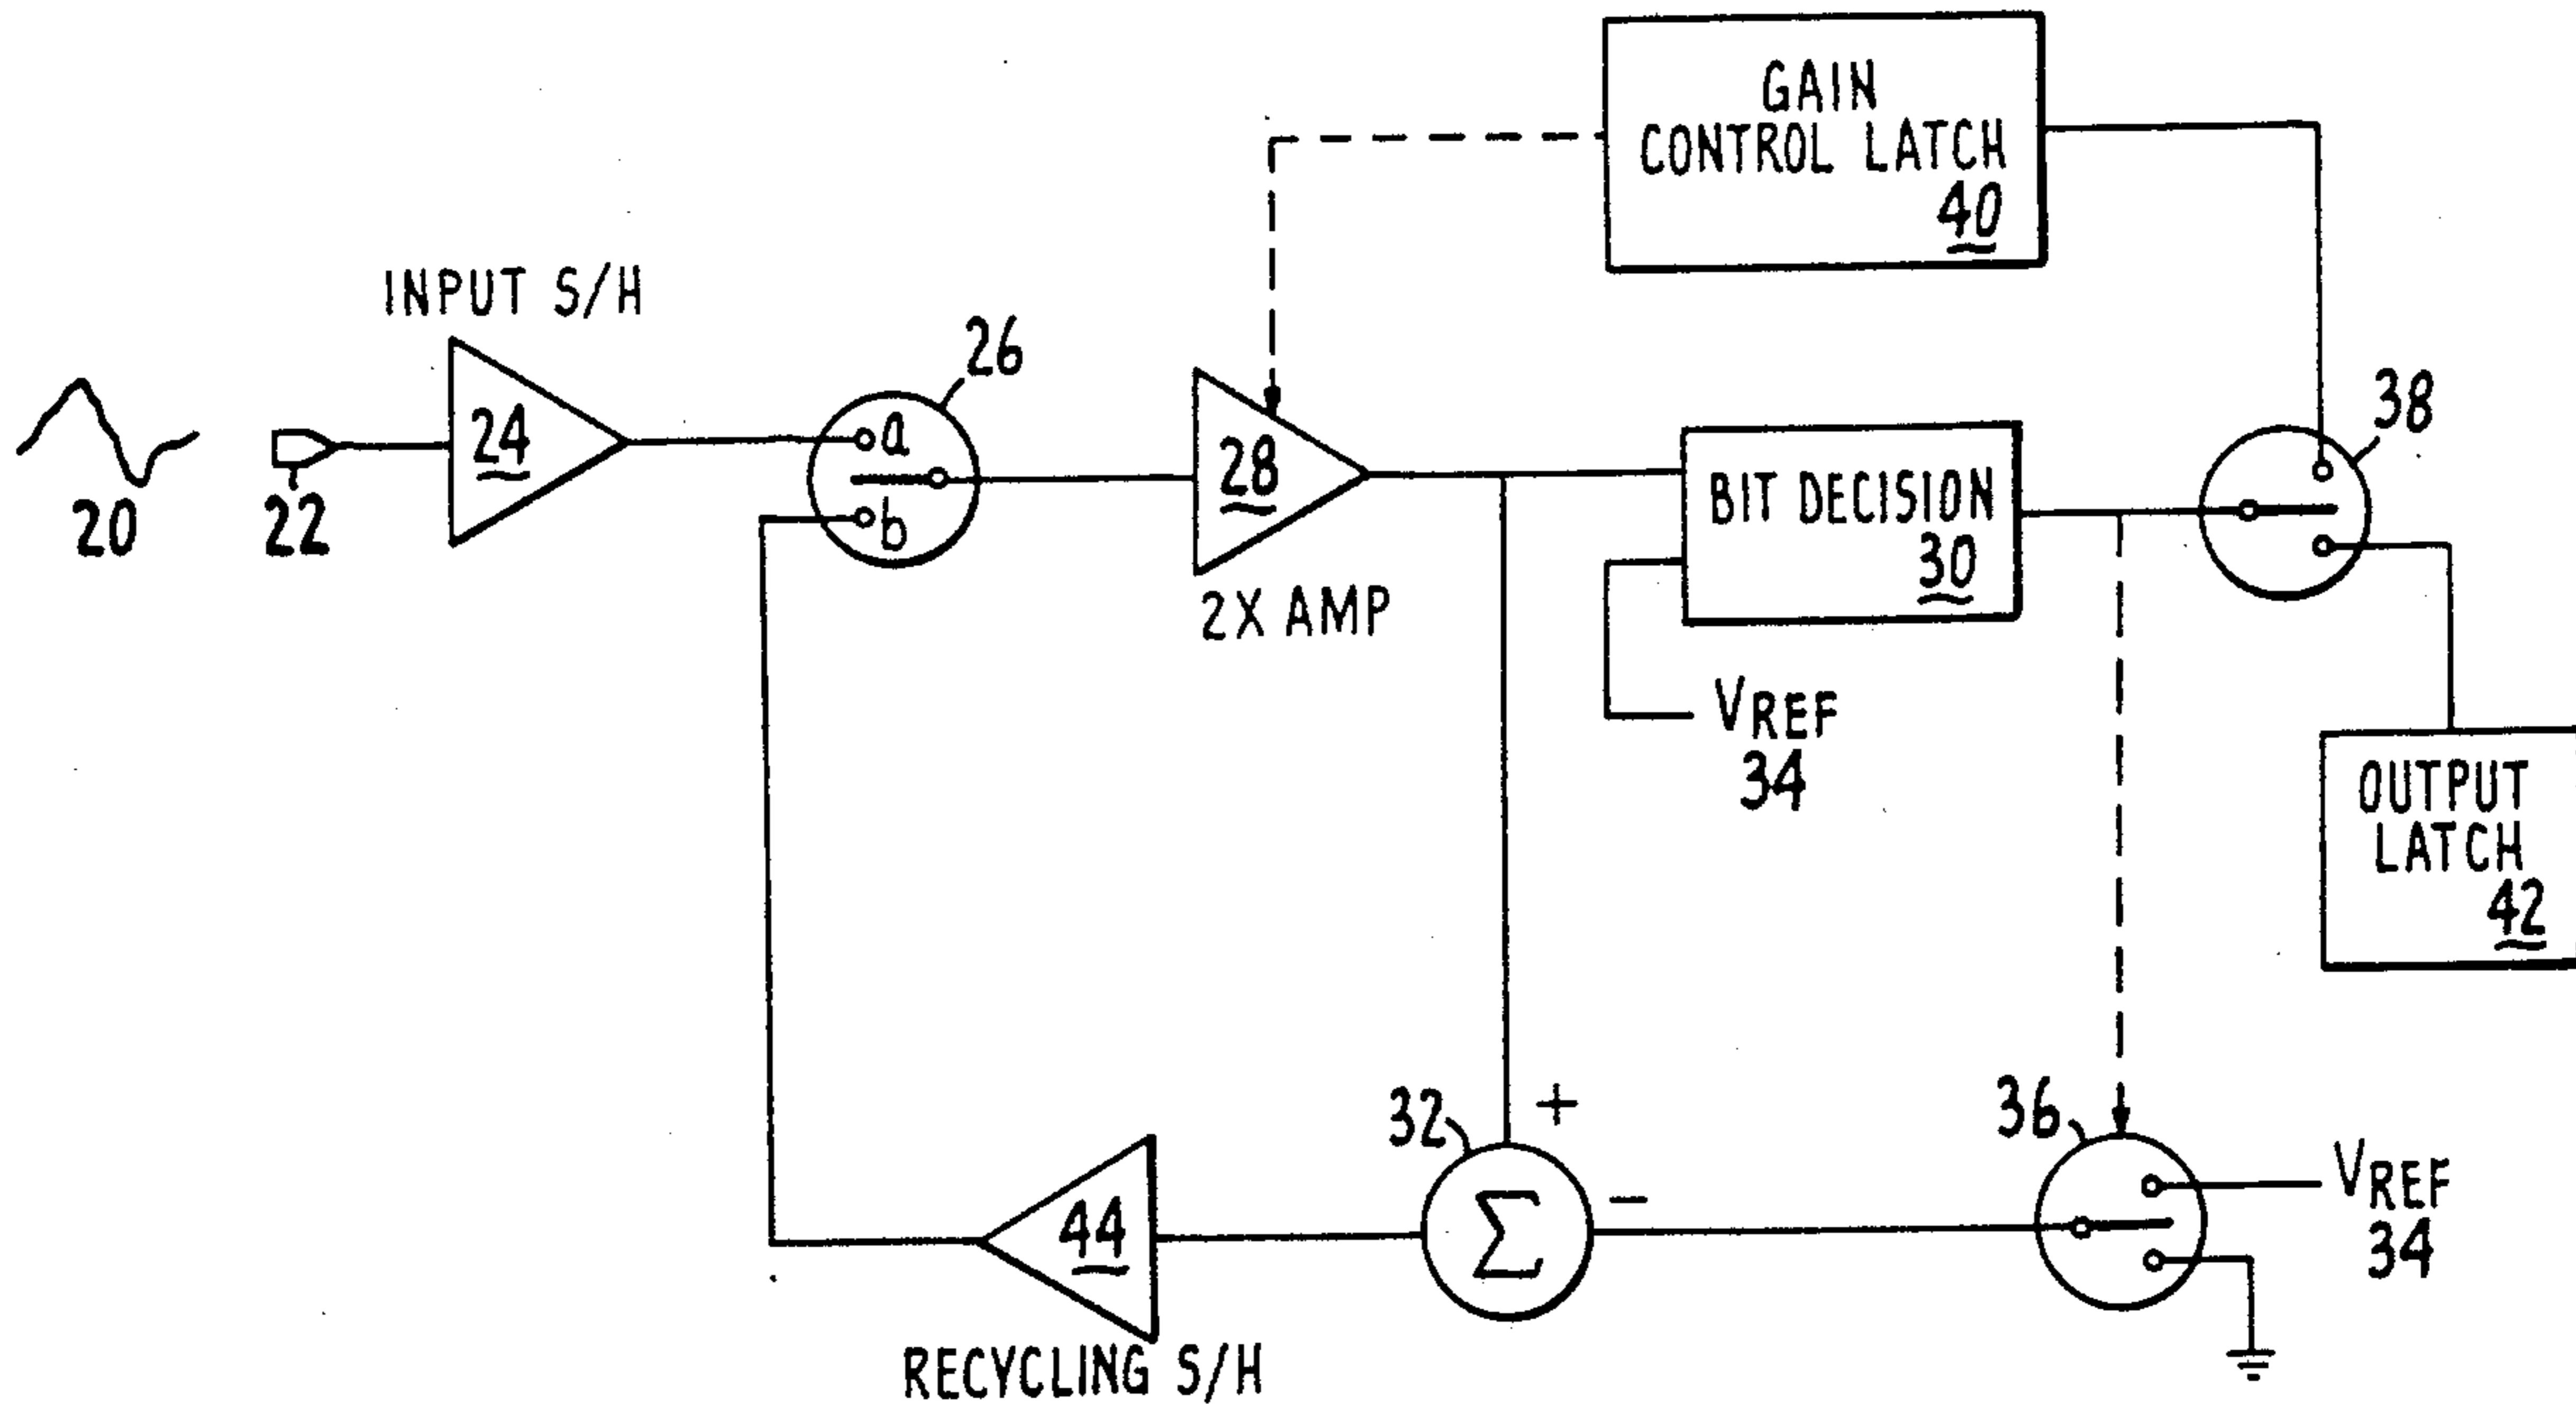 GAIN
CONTROL LATCH
40
INPUT S/H
24
20
22
26
a
b
28
2X AMP
BIT DECISION
30
VREF
34
38
OUTPUT
LATCH
42
32
+
−
Σ
36
VREF
34
44
RECYCLING S/H